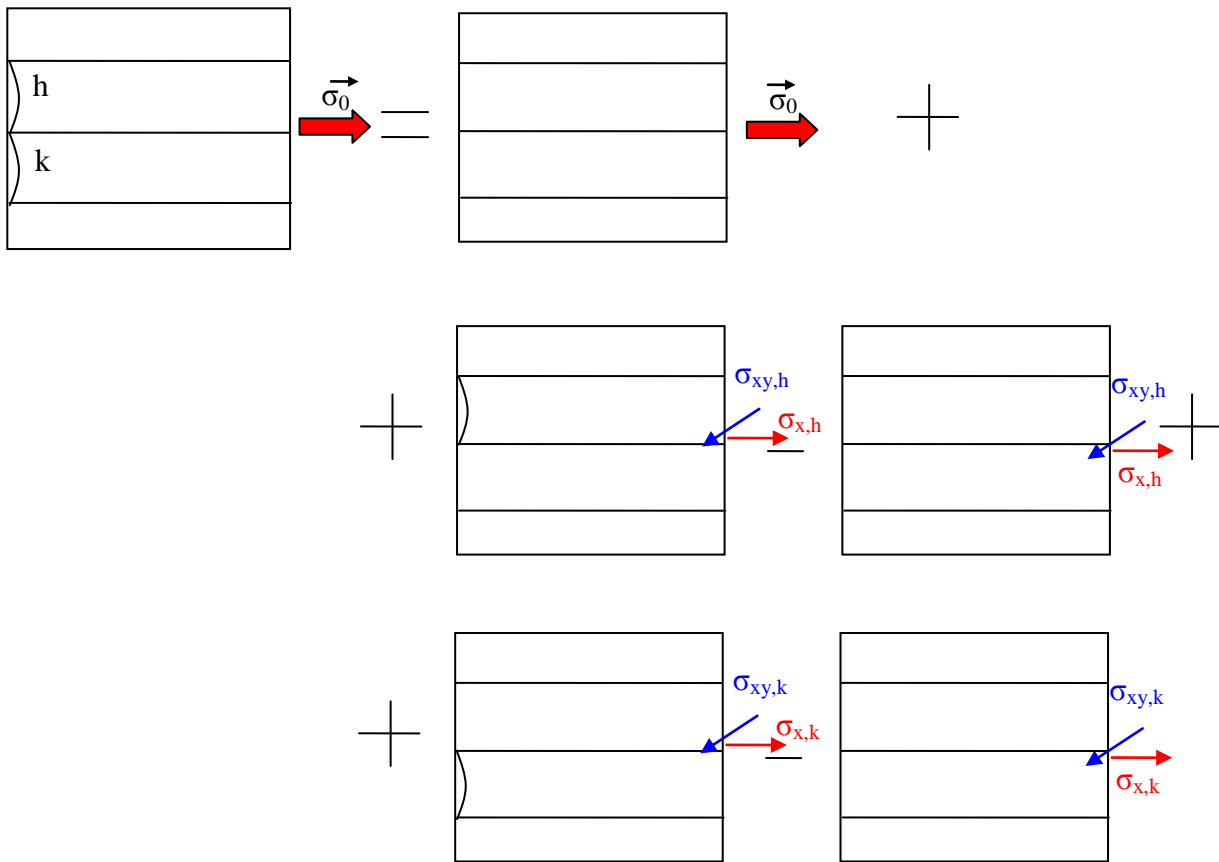 h
σ₀ = σ₀ +
k
+ σxy,h σx,h − σxy,h σx,h +
+ σxy,k σx,k − σxy,k σx,k